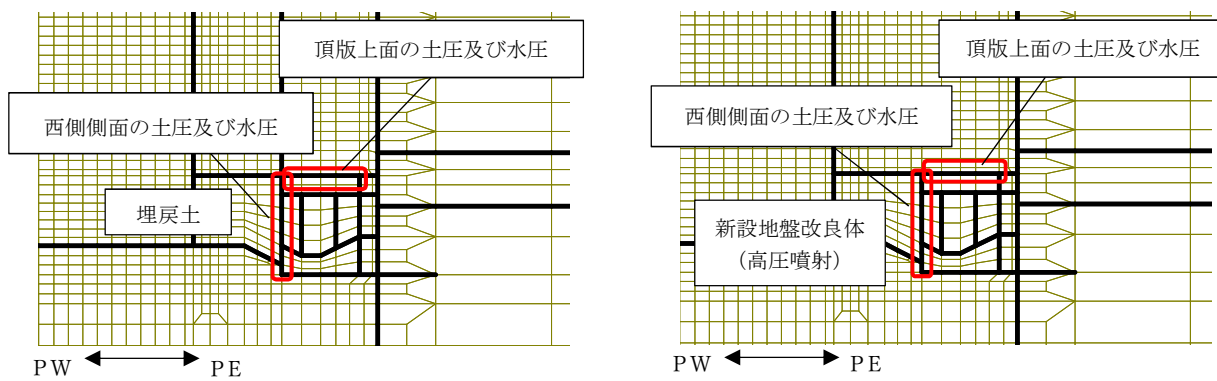 頂版上面の土圧及び水圧
西側側面の土圧及び水圧
埋戻土
PW
PE
頂版上面の土圧及び水圧
西側側面の土圧及び水圧
新設地盤改良体
（高圧噴射）
PW
PE